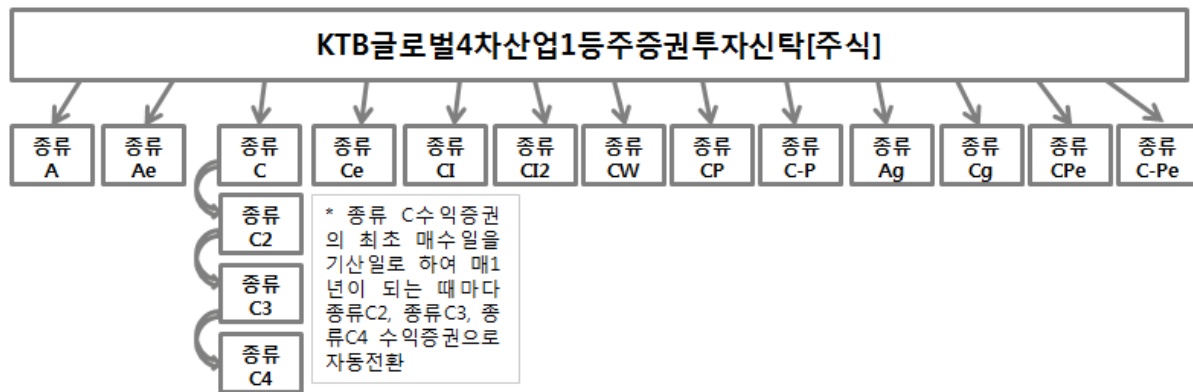 KTB글로벌4차산업1등주증권투자신탁[주식]
종류 종류 종류 종류 종류 종류 종류 종류 종류 종류 종류 종류 종류
A Ae C Ce CI CI2 CW CP C-P Ag Cg CPe C-Pe
종류
C2
종류
C3
종류
C4
* 종류 C수익증권
의 최초 매수일을
기산일로 하여 매1
년이 되는 때마다
종류C2, 종류C3, 종
류C4 수익증권으로
자동전환